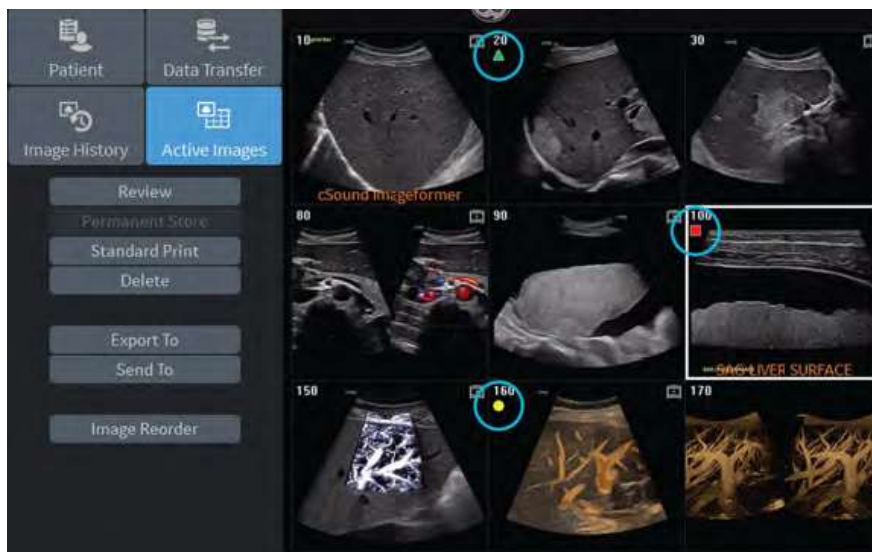 Patient
Data Transfer
Image History
Active Images
Review
Permanent Store
Standard Print
Delete
Export To
Send To
Image Reorder
10
20
30
cSound Imageformer
80
90
100
SAG LIVER SURFACE
150
160
170